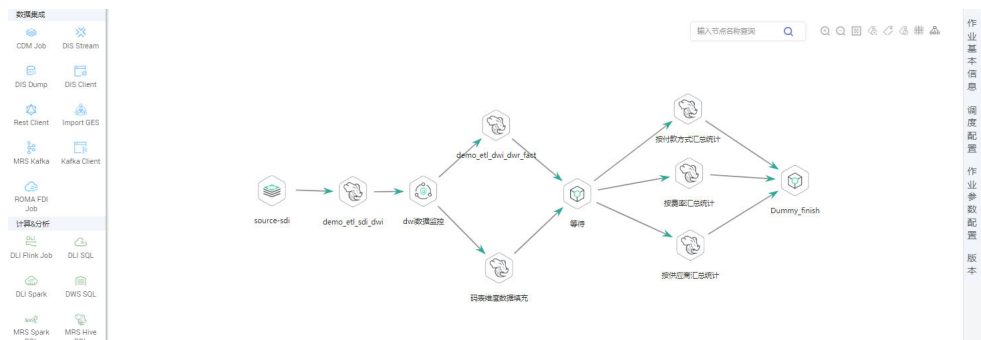 数据集成
CDM Job
DIS Stream
DIS Dump
DIS Client
Rest Client
Import GES
MRS Kafka
Kafka Client
ROMA FDI
Job
计算&分析
DLI
DLI Flink Job
DLI SQL
DLI Spark
DWS SQL
MRS Spark
MRS Hive
输入节点名称查询
source-sdi
demo_etl_sdi_dwi
dwi数据监控
demo_etl_dwi_dwr_fast
码表维度数据填充
等待
按付款方式汇总统计
按费率汇总统计
按供应商汇总统计
Dummy_finish
作业基本信息
调度配置
作业参数配置
版本